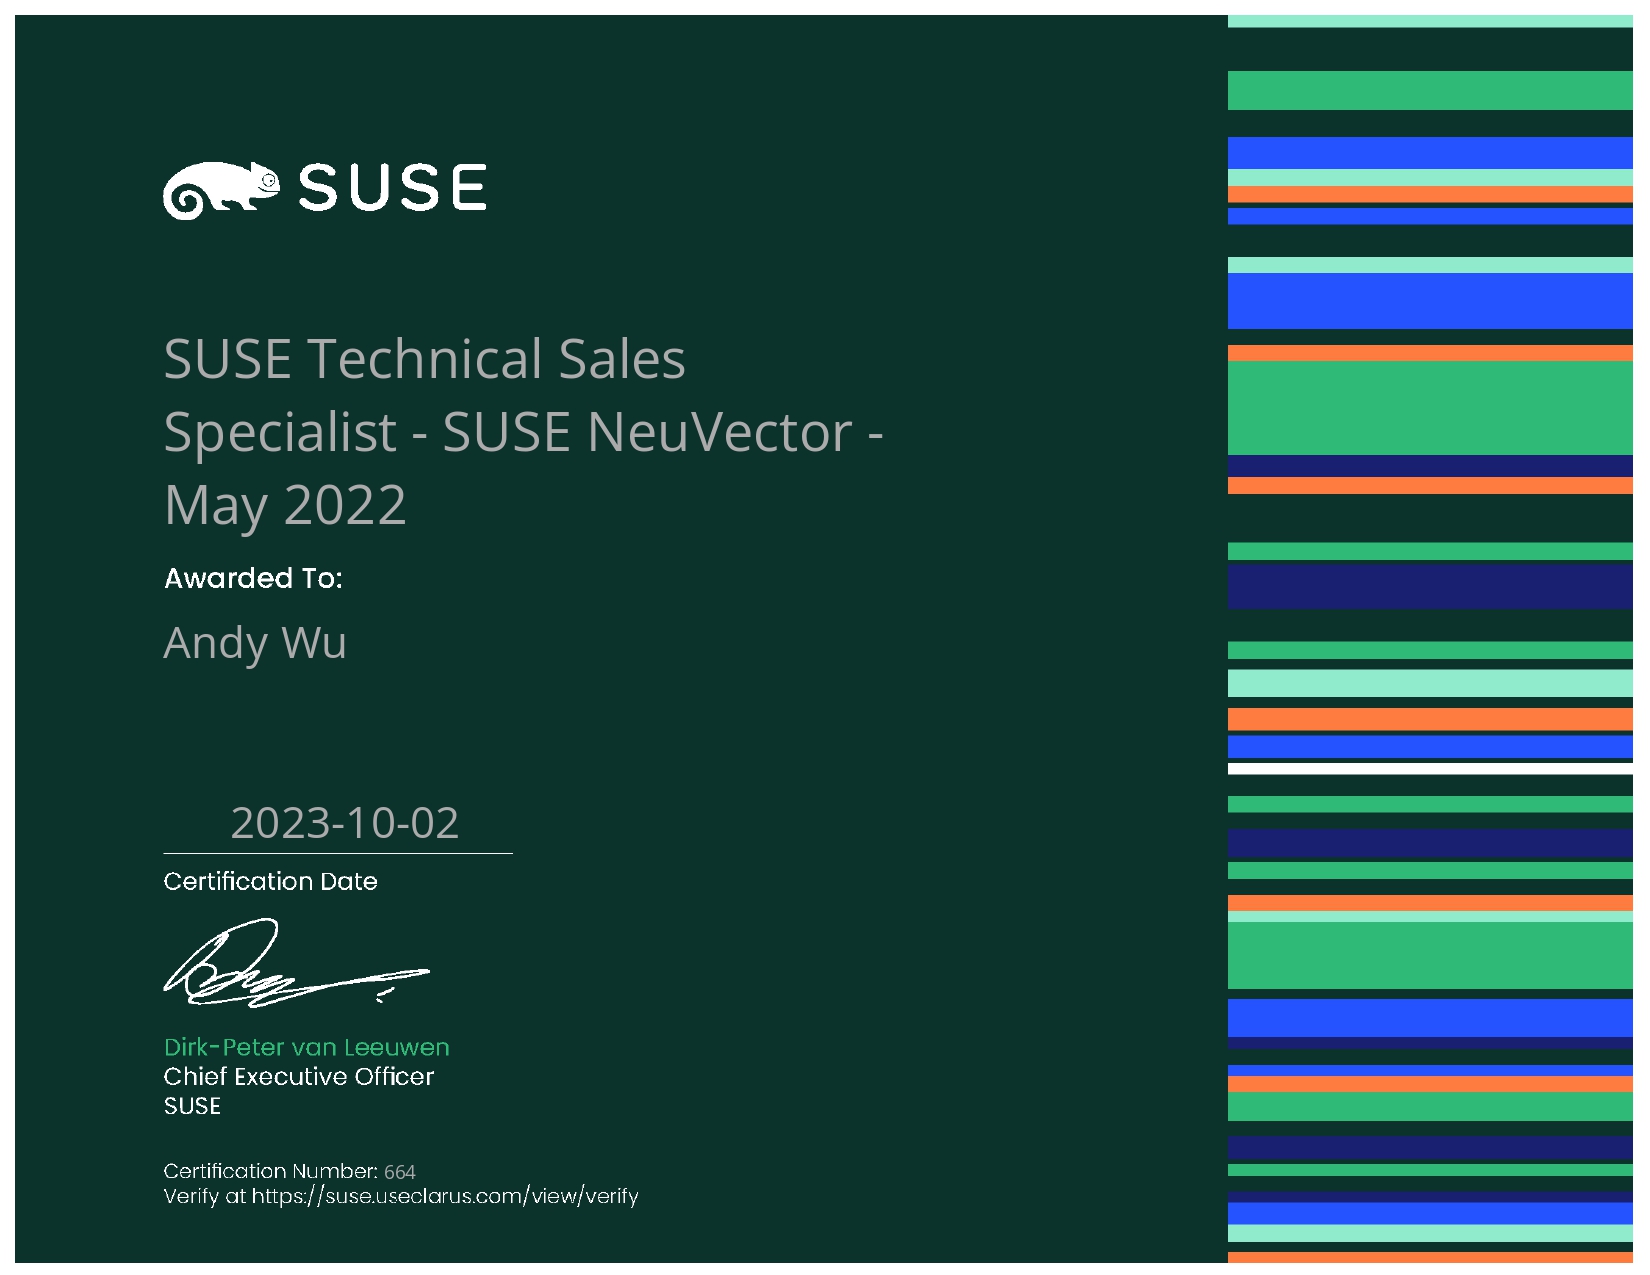 SUSE
SUSE Technical Sales
Specialist - SUSE NeuVector -
May 2022
Awarded To:
Andy Wu
2023-10-02
Certification Date
Dirk-Peter van Leeuwen
Chief Executive Officer
SUSE
Certification Number: 664
Verify at https://suse.useclarus.com/view/verify